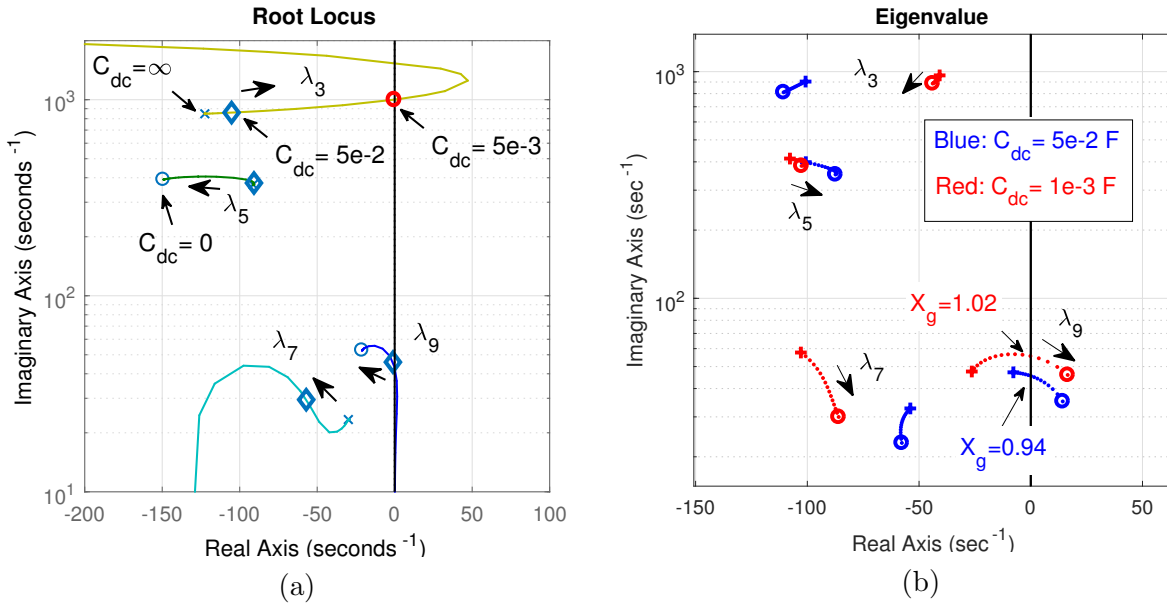 Root Locus
C_dc=∞
λ_3
C_dc= 5e-2
C_dc= 5e-3
λ_5
C_dc= 0
λ_7
λ_9
10^3
10^2
10^1
-200
-150
-100
-50
0
50
100
Imaginary Axis (seconds^-1)
Real Axis (seconds^-1)
(a)
Eigenvalue
λ_3
Blue: C_dc= 5e-2 F
Red: C_dc= 1e-3 F
λ_5
X_g=1.02
λ_9
λ_7
X_g=0.94
10^3
10^2
-150
-100
-50
0
Imaginary Axis (sec^-1)
Real Axis (sec^-1)
(b)